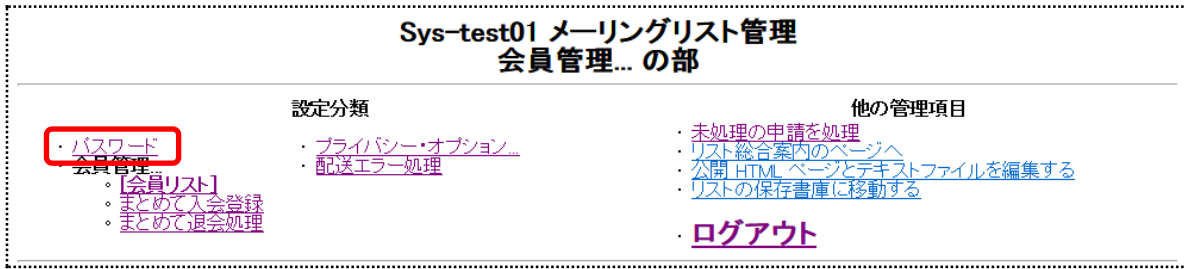 Sys-test01 メーリングリスト管理
会員管理... の部
設定分類
・パスワード
・会員管理...
◦ [会員リスト]
◦ まとめて入会登録
◦ まとめて退会処理
・プライバシー・オプション...
・配送エラー処理
他の管理項目
・未処理の申請を処理
・リスト総合案内のページへ
・公開 HTML ページとテキストファイルを編集する
・リストの保存書庫に移動する
・ログアウト